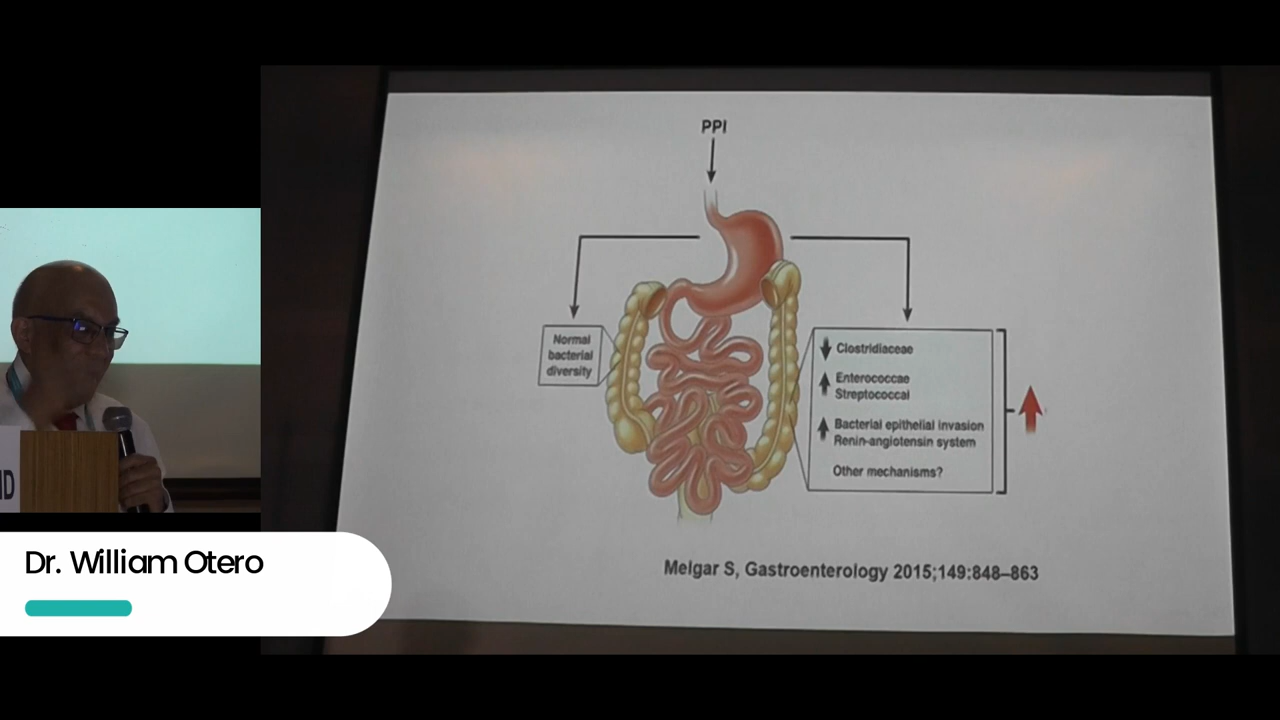 PPI
Normal
bacterial
diversity
Clostridiaceae
Enterococcae
Streptococcal
Bacterial epithelial invasion
Renin-angiotensin system
Other mechanisms?
Melgar S, Gastroenterology 2015;149:848–863
ID
Dr. William Otero